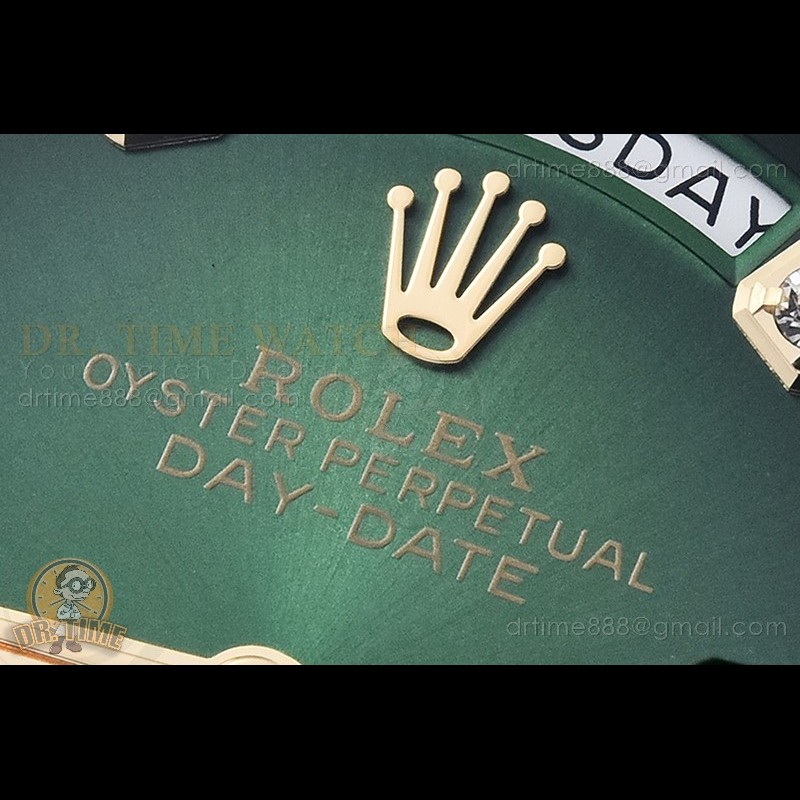 SDAY
drtime888@gmail.com
DR. TIME WATCH
drtime888@gmail.com
ROLEX
OYSTER PERPETUAL
DAY-DATE
DR. TIME
drtime888@gmail.com